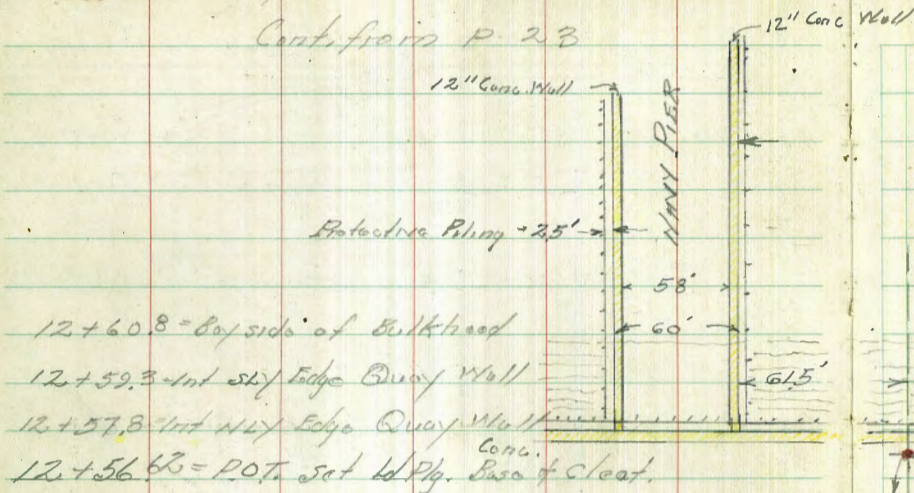 Cont. from P. 23
12" Conc. Wall
12" Conc. Wall
NAVY PIER
Protective Piling - 2.5'
58'
60'
61.5'
12+60.8 = Bay side of Bulkhead
12+59.3 = Int SLY Edge Quay Wall
12+57.8 = Int NLY Edge Quay Wall
Conc.
12+56.62 = P.O.T. Set Ld Plg. Base of Cleat.